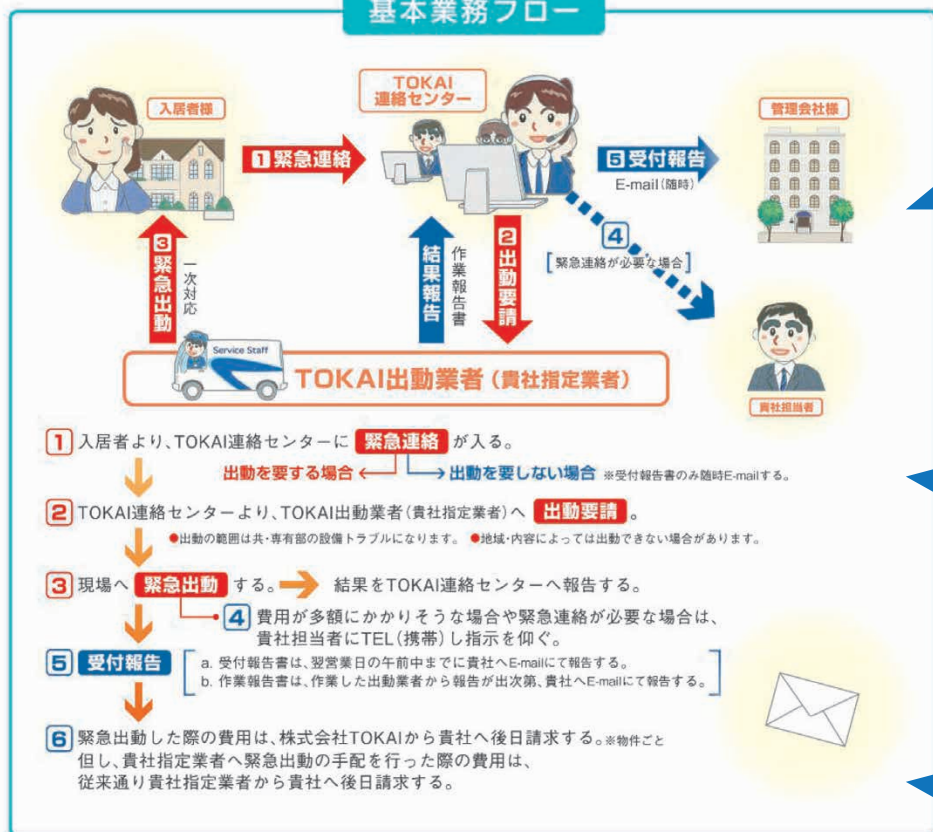 基本業務フロー
入居者様
TOKAI
連絡センター
管理会社様
1 緊急連絡
5 受付報告
E-mail(随時)
3 緊急出動
一次対応
結果報告
作業報告書
2 出動要請
4
[緊急連絡が必要な場合]
Service Staff
TOKAI出動業者(貴社指定業者)
貴社担当者
1 入居者より、TOKAI連絡センターに 緊急連絡 が入る。
出動を要する場合 ← → 出動を要しない場合 ※受付報告書のみ随時E-mailする。
2 TOKAI連絡センターより、TOKAI出動業者(貴社指定業者)へ 出動要請 。
●出動の範囲は共・専有部の設備トラブルになります。 ●地域・内容によっては出動できない場合があります。
3 現場へ 緊急出動 する。 → 結果をTOKAI連絡センターへ報告する。
4 費用が多額にかかりそうな場合や緊急連絡が必要な場合は、
貴社担当者にTEL(携帯)し指示を仰ぐ。
5 受付報告
a. 受付報告書は、翌営業日の午前中までに貴社へE-mailにて報告する。
b. 作業報告書は、作業した出動業者から報告が出次第、貴社へE-mailにて報告する。
6 緊急出動した際の費用は、株式会社TOKAIから貴社へ後日請求する。※物件ごと
但し、貴社指定業者へ緊急出動の手配を行った際の費用は、
従来通り貴社指定業者から貴社へ後日請求する。